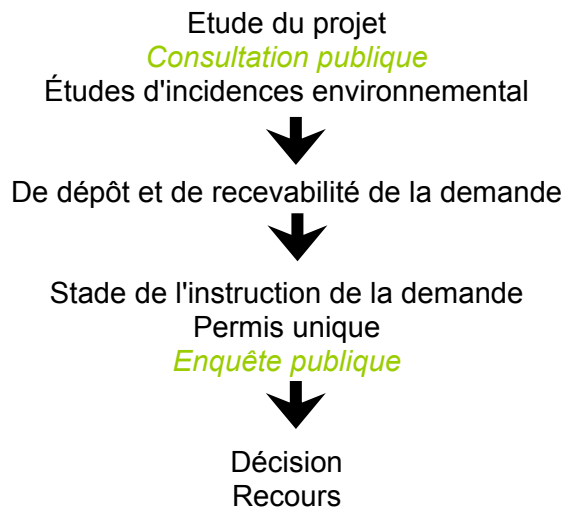 Etude du projet
Consultation publique
Études d'incidences environnemental
De dépôt et de recevabilité de la demande
Stade de l'instruction de la demande
Permis unique
Enquête publique
Décision
Recours